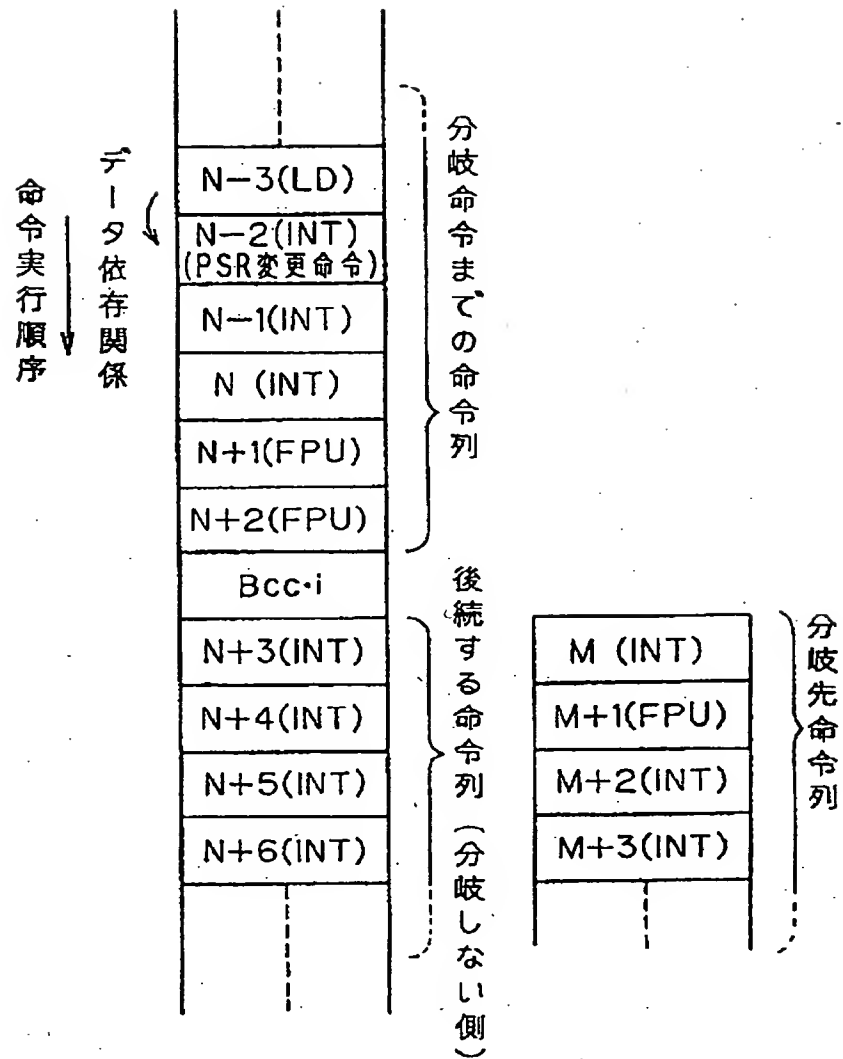 命令実行順序
データ依存関係
N-3(LD)
N-2(INT)
(PSR変更命令)
N-1(INT)
N (INT)
N+1(FPU)
N+2(FPU)
Bcc・i
N+3(INT)
N+4(INT)
N+5(INT)
N+6(INT)
分岐命令までの命令列
後続する命令列(分岐しない側)
M (INT)
M+1(FPU)
M+2(INT)
M+3(INT)
分岐先命令列